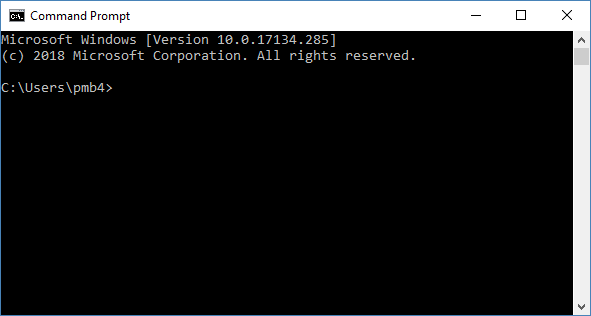 Command Prompt
Microsoft Windows [Version 10.0.17134.285]
(c) 2018 Microsoft Corporation. All rights reserved.
C:\Users\pmb4>